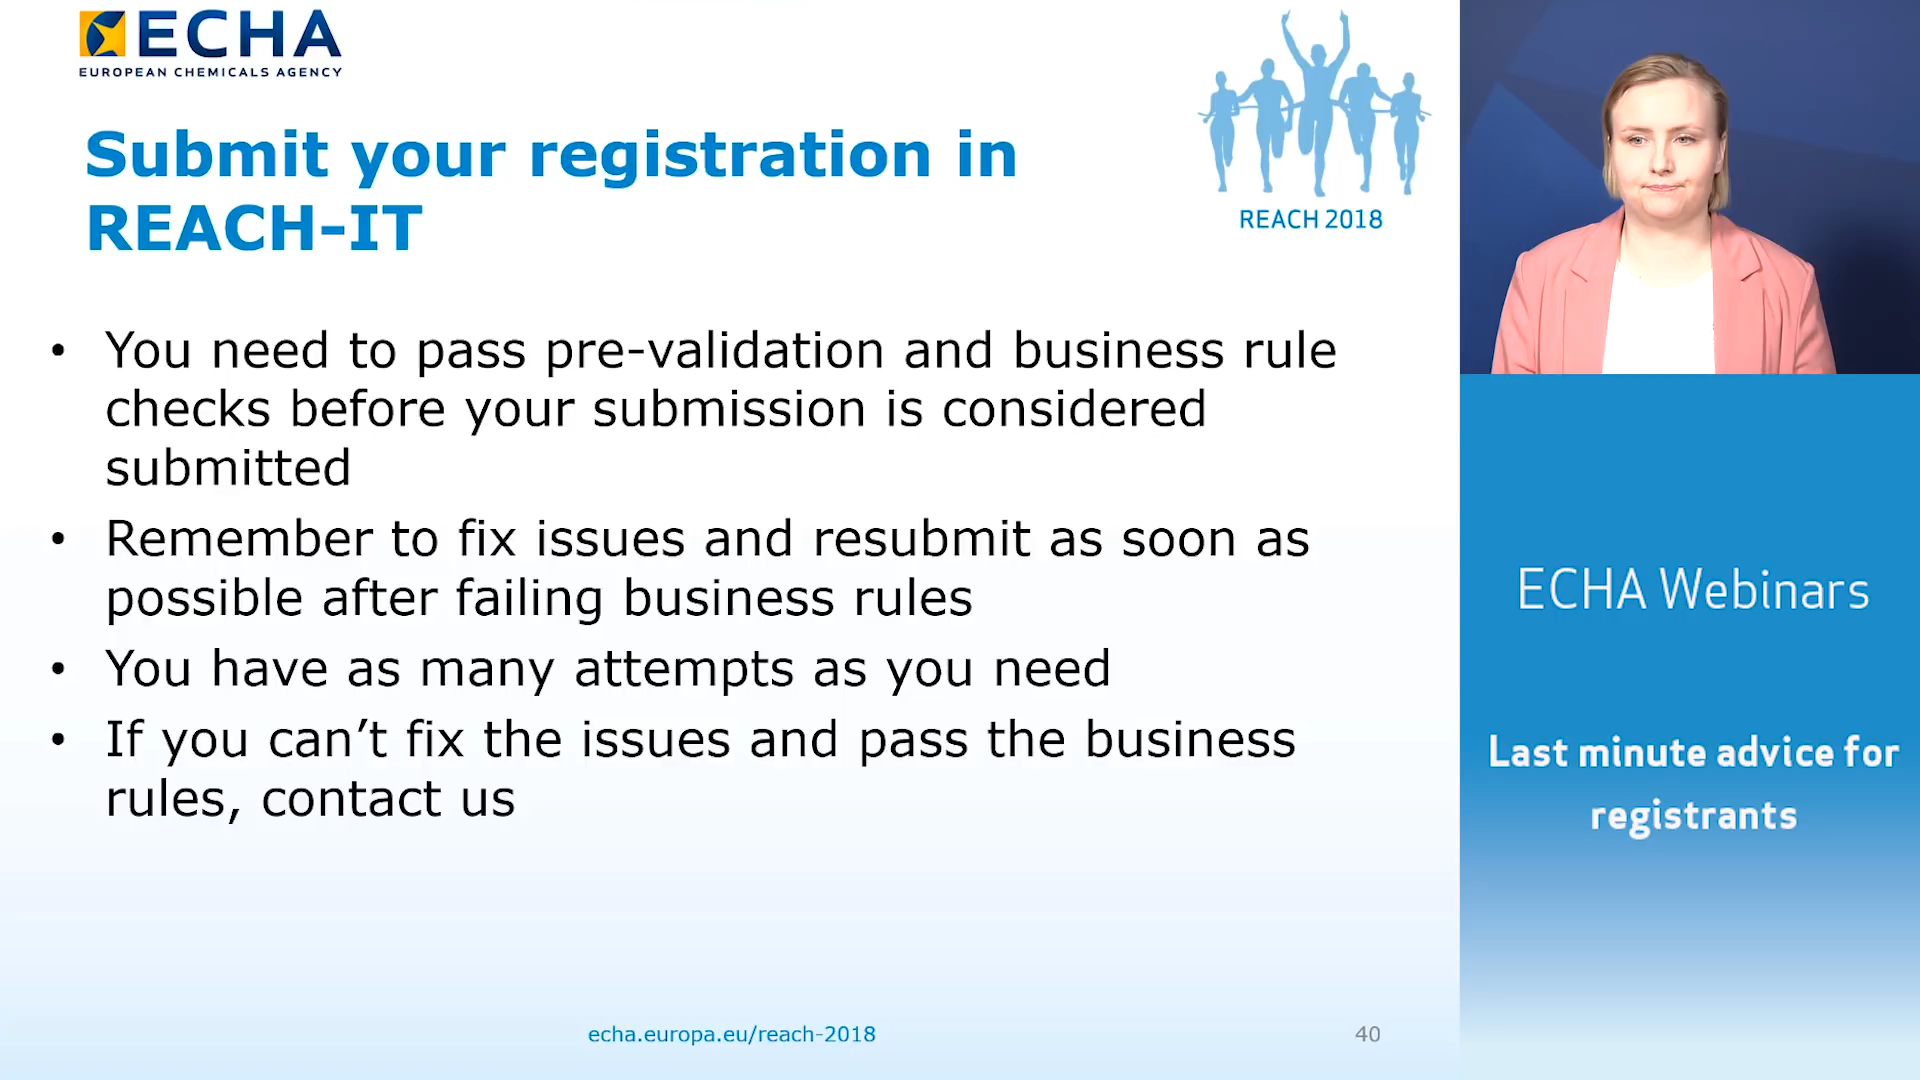 ECHA
EUROPEAN CHEMICALS AGENCY
Submit your registration in
REACH-IT
REACH 2018
• You need to pass pre-validation and business rule
checks before your submission is considered
submitted
• Remember to fix issues and resubmit as soon as
possible after failing business rules
• You have as many attempts as you need
• If you can’t fix the issues and pass the business
rules, contact us
echa.europa.eu/reach-2018
40
ECHA Webinars
Last minute advice for
registrants